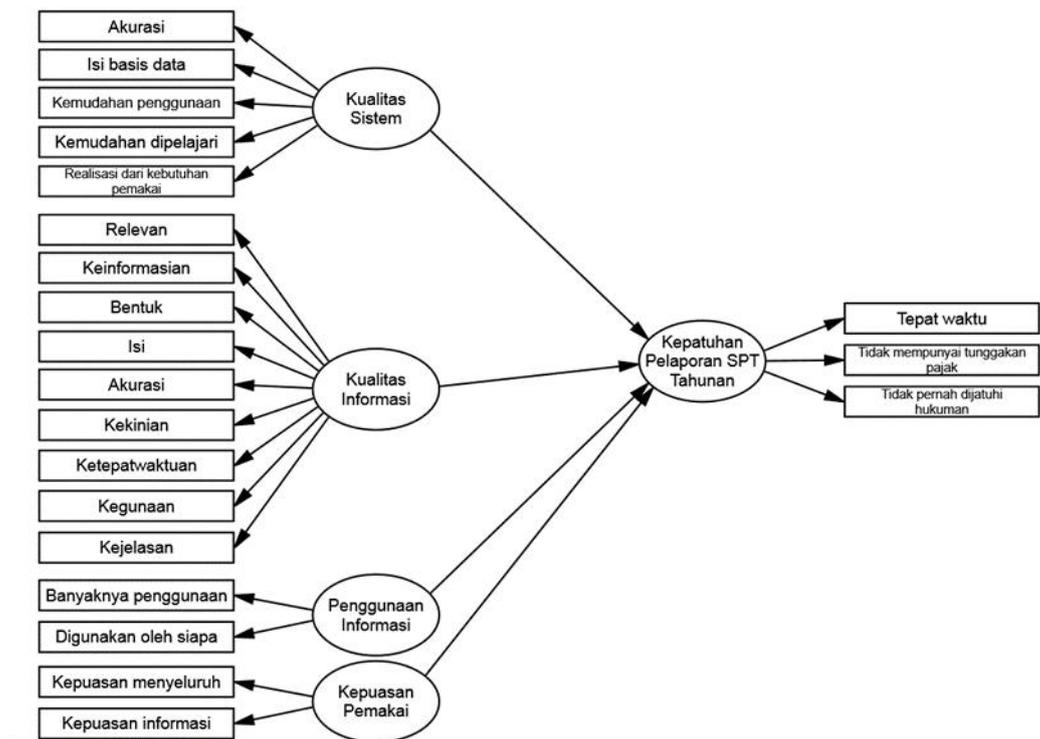 Akurasi
Isi basis data
Kemudahan penggunaan
Kemudahan dipelajari
Realisasi dari kebutuhan
pemakai
Kualitas
Sistem
Relevan
Keinformasian
Bentuk
Isi
Akurasi
Kekinian
Ketepatwaktuan
Kegunaan
Kejelasan
Kualitas
Informasi
Banyaknya penggunaan
Digunakan oleh siapa
Penggunaan
Informasi
Kepuasan menyeluruh
Kepuasan informasi
Kepuasan
Pemakai
Kepatuhan
Pelaporan SPT
Tahunan
Tepat waktu
Tidak mempunyai tunggakan
pajak
Tidak pernah dijatuhi
hukuman